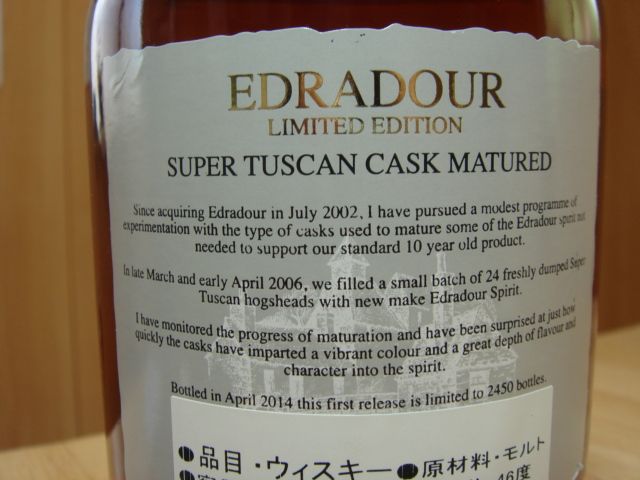 EDRADOUR
LIMITED EDITION
SUPER TUSCAN CASK MATURED
Since acquiring Edradour in July 2002, I have pursued a modest programme of
experimentation with the type of casks used to mature some of the Edradour spirit not
needed to support our standard 10 year old product.
In late March and early April 2006, we filled a small batch of 24 freshly dumped Super
Tuscan hogsheads with new make Edradour Spirit.
I have monitored the progress of maturation and have been surprised at just how
quickly the casks have imparted a vibrant colour and a great depth of flavour and
character into the spirit.
Bottled in April 2014 this first release is limited to 2450 bottles.
●品目・ウィスキー●原材料・モルト
46度